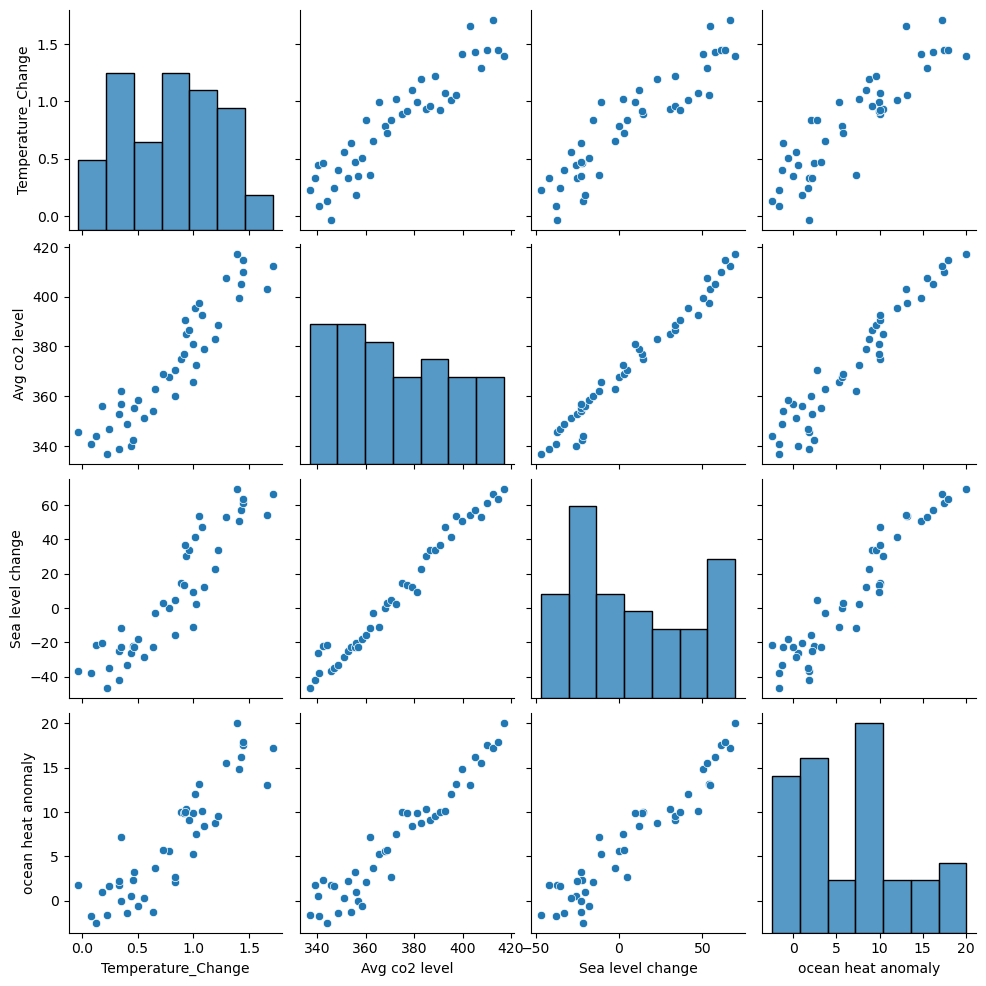 Temperature_Change
1.5
1.0
0.5
0.0
Avg co2 level
420
400
380
360
340
Sea level change
60
40
20
0
−20
−40
ocean heat anomaly
20
15
10
5
0
0.0 0.5 1.0 1.5
Temperature_Change
340 360 380 400 420
Avg co2 level
−50 0 50
Sea level change
0 5 10 15 20
ocean heat anomaly